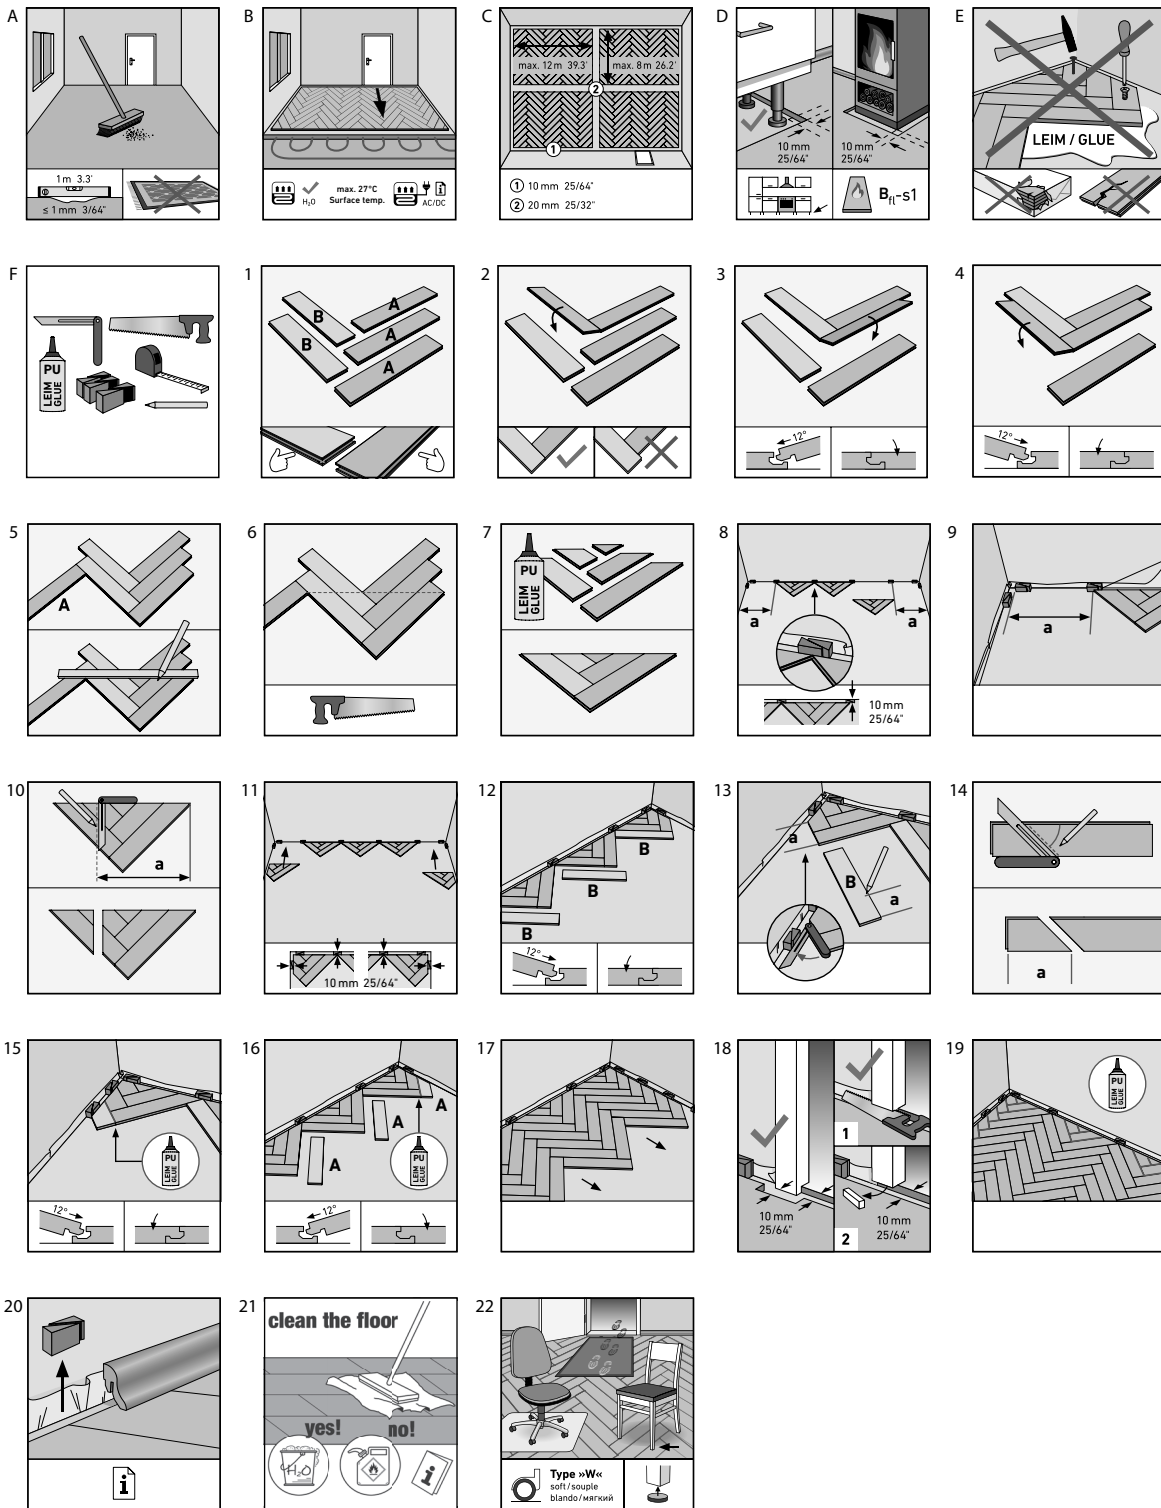 A
1 m 3.3'
≤ 1 mm 3/64"
B
H₂O
max. 27°C
Surface temp.
AC/DC
C
max. 12 m 39.3'
max. 8 m 26.2'
2
1
1 10 mm 25/64"
2 20 mm 25/32"
D
10 mm
25/64"
10 mm
25/64"
Bfl-s1
E
LEIM / GLUE
F
PU
LEIM
GLUE
1
B
A
B
A
A
2
3
12°
4
12°
5
A
6
7
PU
LEIM
GLUE
8
a
a
10 mm
25/64"
9
a
10
a
11
10 mm 25/64"
12
B
B
B
12°
13
a
B
a
14
a
15
PU
LEIM
GLUE
12°
16
A
A
A
PU
LEIM
GLUE
12°
17
18
1
10 mm
25/64"
2
10 mm
25/64"
19
PU
LEIM
GLUE
20
i
21
clean the floor
yes! no!
H₂O
i
22
Type »W«
soft / souple
blando / мягкий